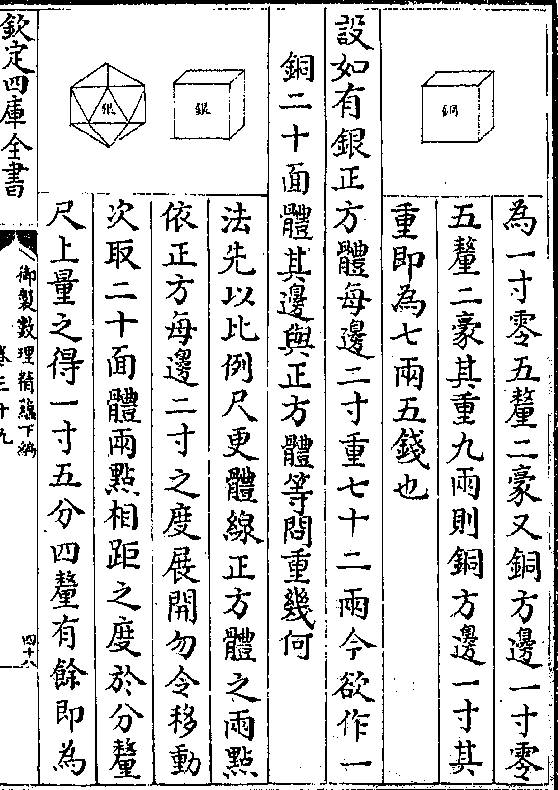 銅
為一寸零五釐二豪又銅方邊一寸零
五釐二豪其重九兩則銅方邊一寸其
重即為七兩五錢也
設如有銀正方體每邊二寸重七十二兩今欲作一
銅二十面體其邊與正方體等問重幾何
銀
銀
法先以比例尺更體線正方體之兩點
依正方每邊二寸之度展開勿令移動
次取二十面體兩點相距之度於分釐
尺上量之得一寸五分四釐有餘即為
欽定四庫全書
御製數理精蘊下編
卷三十九
四十八